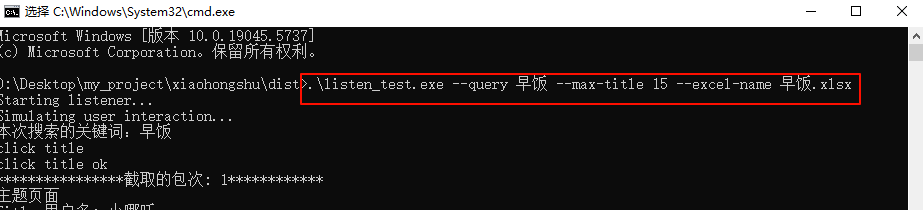 选择 C:\Windows\System32\cmd.exe
Microsoft Windows [版本 10.0.19045.5737]
(c) Microsoft Corporation。保留所有权利。
D:\Desktop\my_project\xiaohongshu\dist>.\listen_test.exe --query 早饭 --max-title 15 --excel-name 早饭.xlsx
Starting listener...
Simulating user interaction...
本次搜索的关键词：早饭
click title
click title ok
****************截取的包次: 1************
主题页面